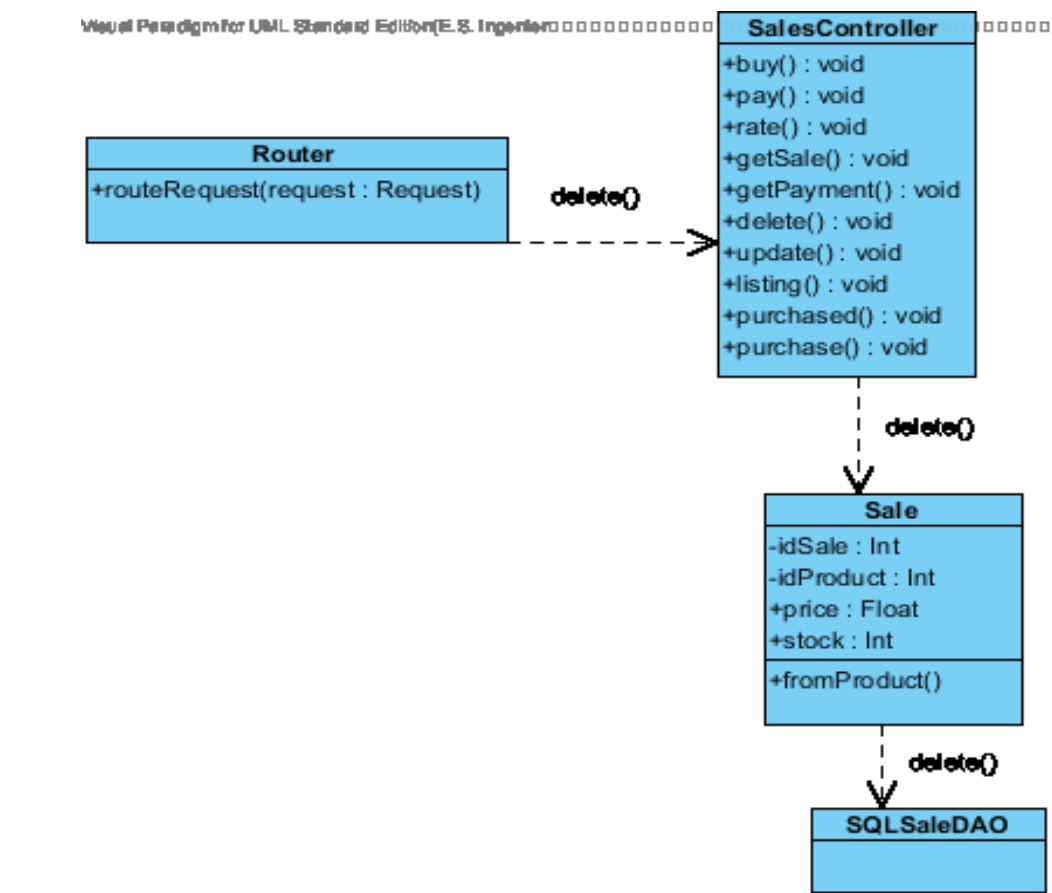 Visual Paradigm for UML Standard Edition(E.S. Ingenier
SalesController
+buy() : void
+pay() : void
+rate() : void
+getSale() : void
+getPayment() : void
+delete() : void
+update() : void
+listing() : void
+purchased() : void
+purchase() : void
Router
+routeRequest(request : Request)
delete()
delete()
Sale
-idSale : Int
-idProduct : Int
+price : Float
+stock : Int
+fromProduct()
delete()
SQLSaleDAO